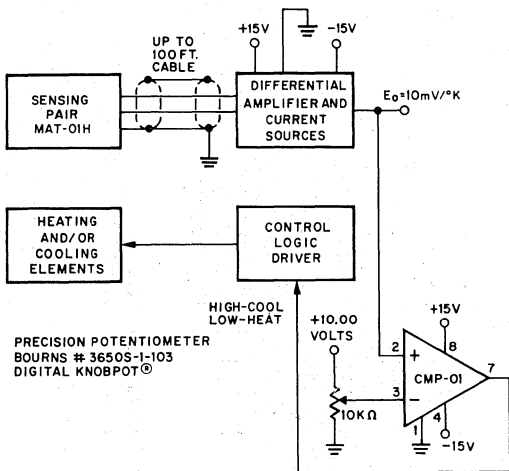 UP TO
100FT.
CABLE
+15V
-15V
SENSING
PAIR
MAT-01H
DIFFERENTIAL
AMPLIFIER AND
CURRENT
SOURCES
E₀=10mV/°K
HEATING
AND/OR
COOLING
ELEMENTS
CONTROL
LOGIC
DRIVER
HIGH-COOL
LOW-HEAT
PRECISION POTENTIOMETER
BOURNS # 3650S-1-103
DIGITAL KNOBPOT®
+10.00
VOLTS
10KΩ
+15V
8
2
+
CMP-01
7
3
−
1
4
-15V